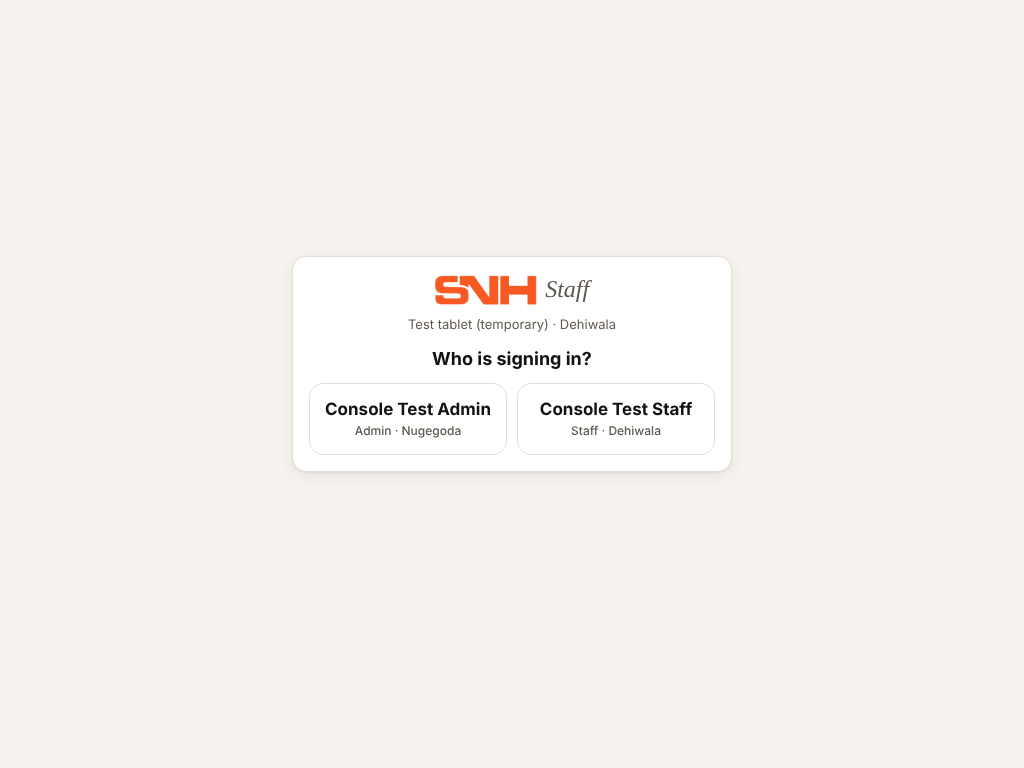 SNH Staff
Test tablet (temporary) · Dehiwala
Who is signing in?
Console Test Admin
Admin · Nugegoda
Console Test Staff
Staff · Dehiwala